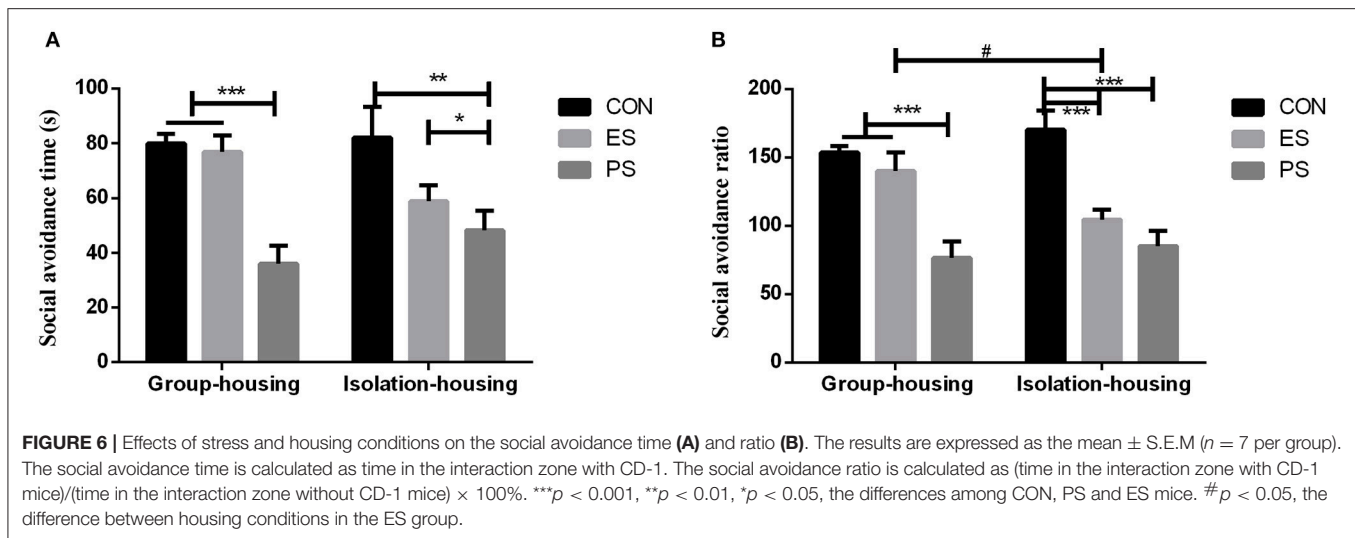 A
B
Social avoidance time (s)
100
80
60
40
20
0
***
**
*
CON
ES
PS
Group-housing
Isolation-housing
Social avoidance ratio
200
150
100
50
0
#
***
***
***
CON
ES
PS
Group-housing
Isolation-housing
FIGURE 6 | Effects of stress and housing conditions on the social avoidance time (A) and ratio (B). The results are expressed as the mean ± S.E.M (n = 7 per group).
The social avoidance time is calculated as time in the interaction zone with CD-1. The social avoidance ratio is calculated as (time in the interaction zone with CD-1
mice)/(time in the interaction zone without CD-1 mice) × 100%. ***p < 0.001, **p < 0.01, *p < 0.05, the differences among CON, PS and ES mice. #p < 0.05, the
difference between housing conditions in the ES group.